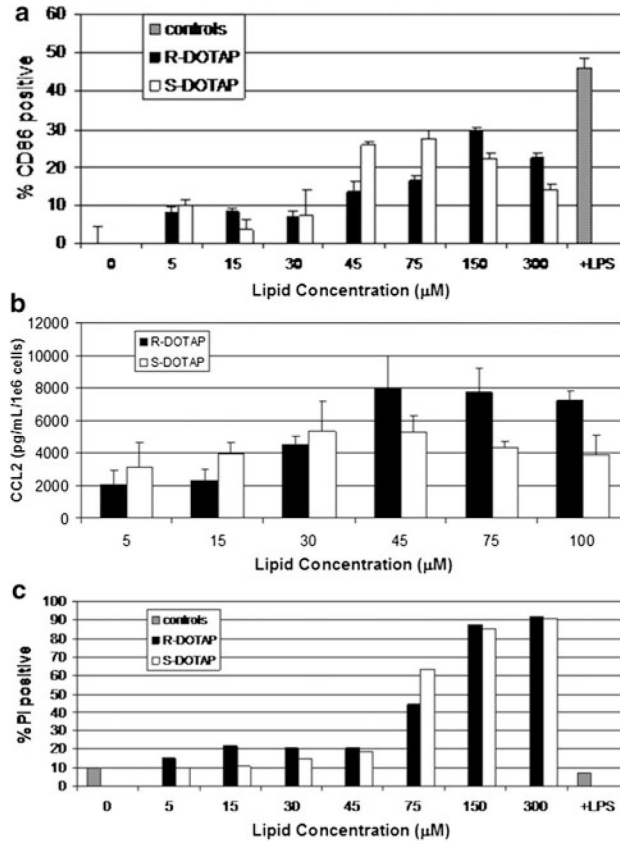 a
60
50
40
30
20
10
0
% CD86 positive
controls
R-DOTAP
S-DOTAP
0 5 15 30 45 75 150 300 +LPS
Lipid Concentration (µM)
b
12000
10000
8000
6000
4000
2000
0
CCL2 (pg/mL/1e6 cells)
R-DOTAP
S-DOTAP
5 15 30 45 75 100
Lipid Concentration (µM)
c
100
90
80
70
60
50
40
30
20
10
0
% PI positive
controls
R-DOTAP
S-DOTAP
0 5 15 30 45 75 150 300 +LPS
Lipid Concentration (µM)